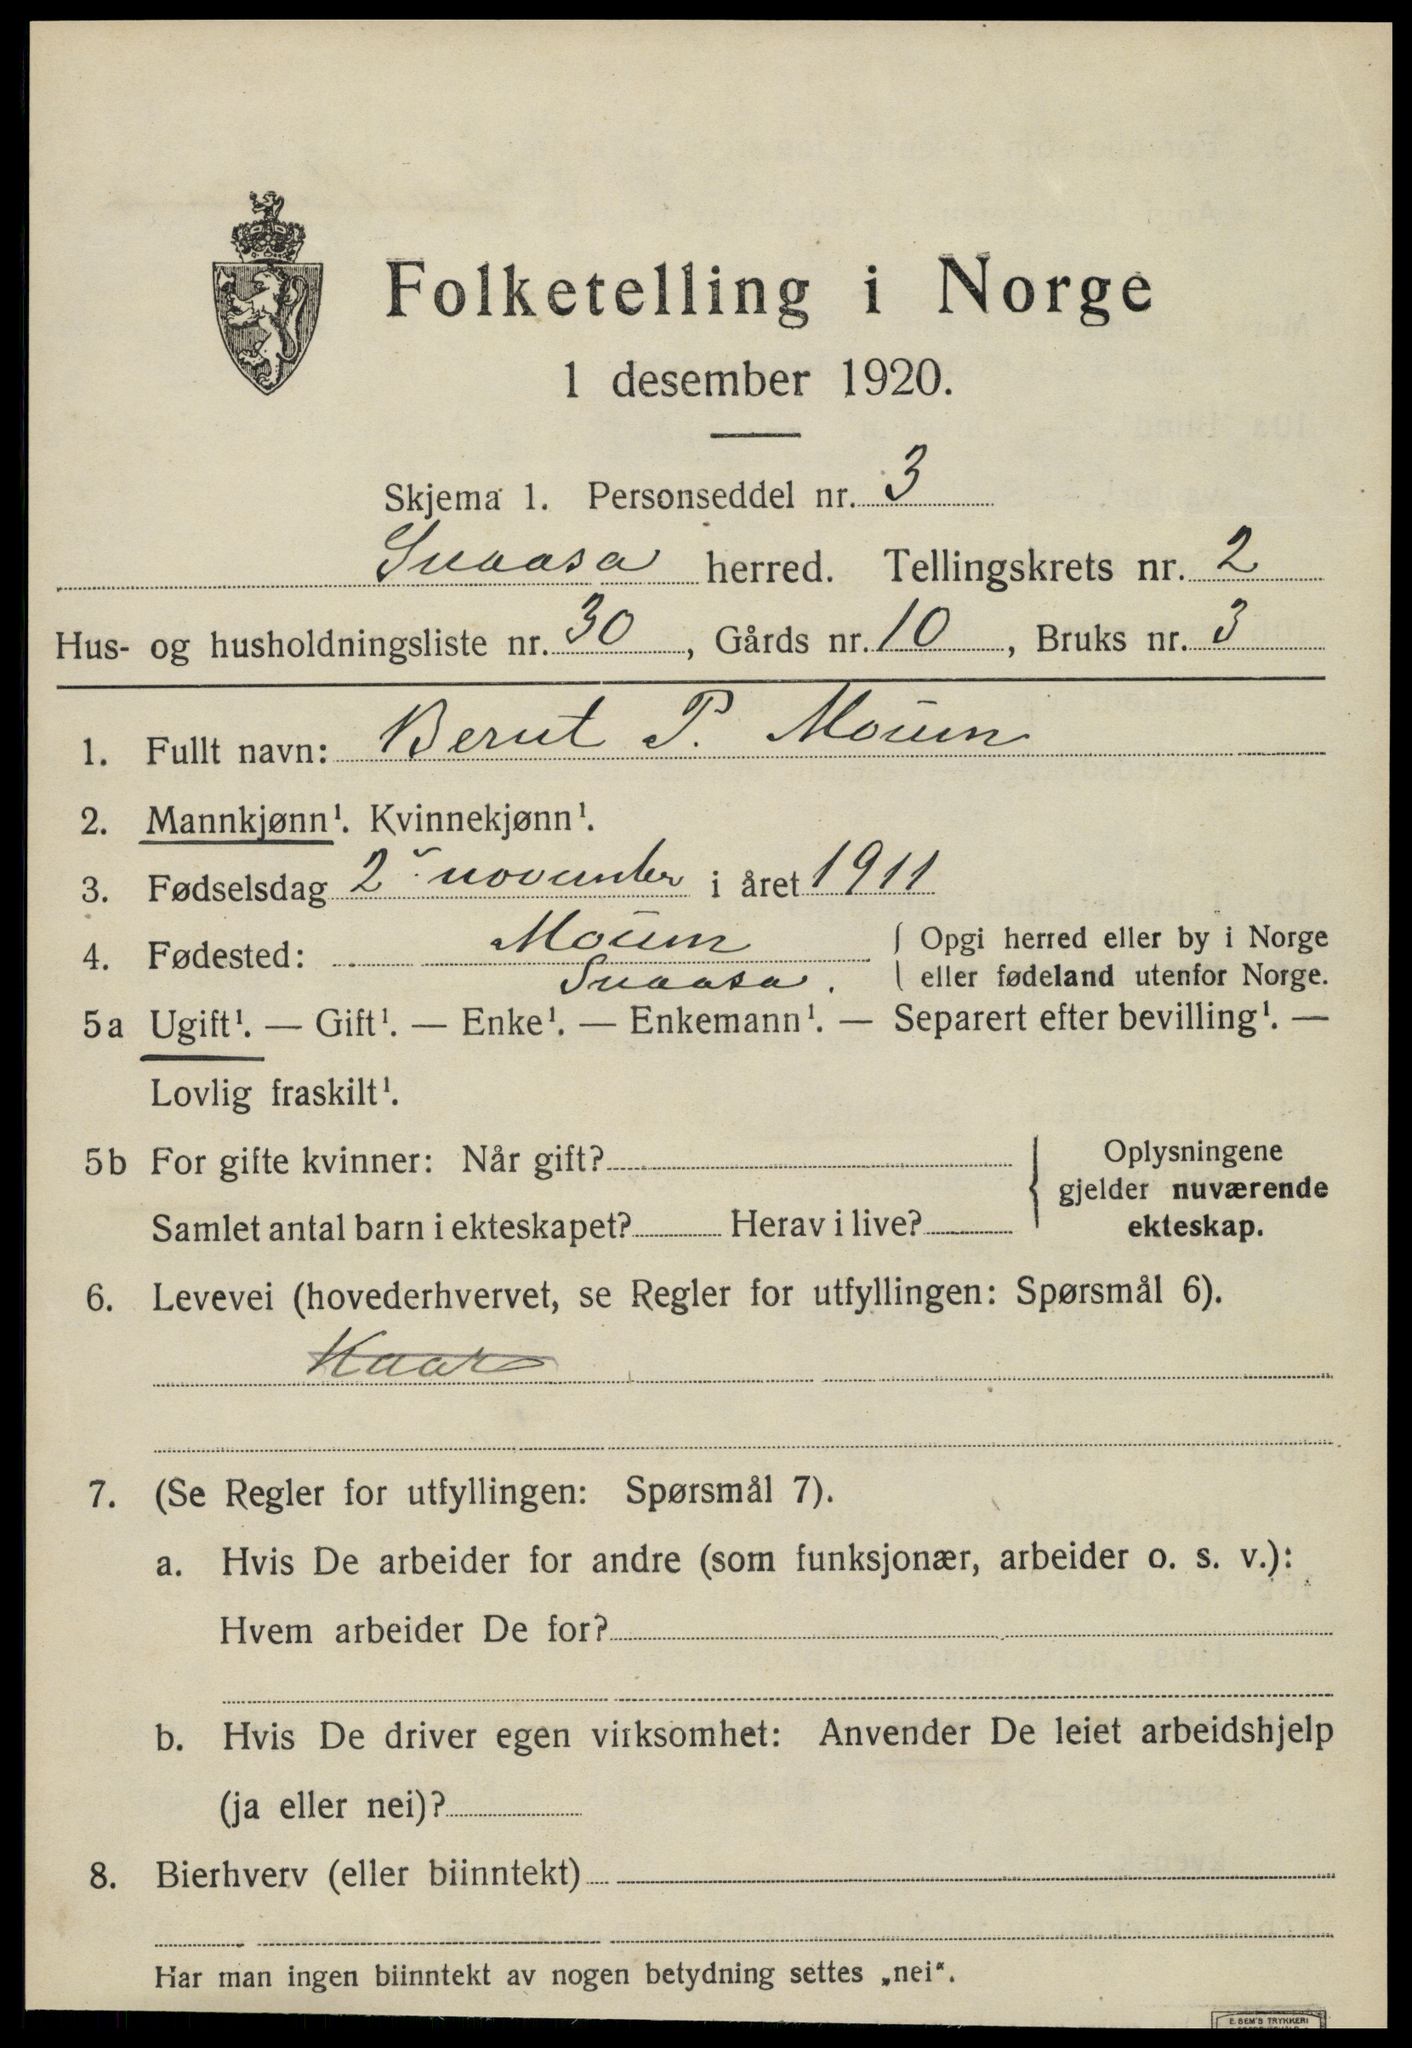 Folketelling i Norge
1 desember 1920.
Skjema 1. Personseddel nr. 3
Snaasa herred. Tellingskrets nr. 2
Hus- og husholdningsliste nr. 30, Gårds nr. 10, Bruks nr. 3
1. Fullt navn: Bernt P. Moum
2. Mannkjønn¹. Kvinnekjønn¹.
3. Fødselsdag 2 november i året 1911
4. Fødested: Moum { Opgi herred eller by i Norge
Snaasa. eller fødeland utenfor Norge.
5a Ugift¹. — Gift¹. — Enke¹. — Enkemann¹. — Separert efter bevilling¹. —
Lovlig fraskilt¹.
5b For gifte kvinner: Når gift? Oplysningene
gjelder nuværende
Samlet antal barn i ekteskapet? Herav i live? ekteskap.
6. Levevei (hovederhvervet, se Regler for utfyllingen: Spørsmål 6).
7. (Se Regler for utfyllingen: Spørsmål 7).
a. Hvis De arbeider for andre (som funksjonær, arbeider o. s. v.):
Hvem arbeider De for?
b. Hvis De driver egen virksomhet: Anvender De leiet arbeidshjelp
(ja eller nei)?
8. Bierhverv (eller biinntekt)
Har man ingen biinntekt av nogen betydning settes „nei".
E. SEM'S TRYKKERI